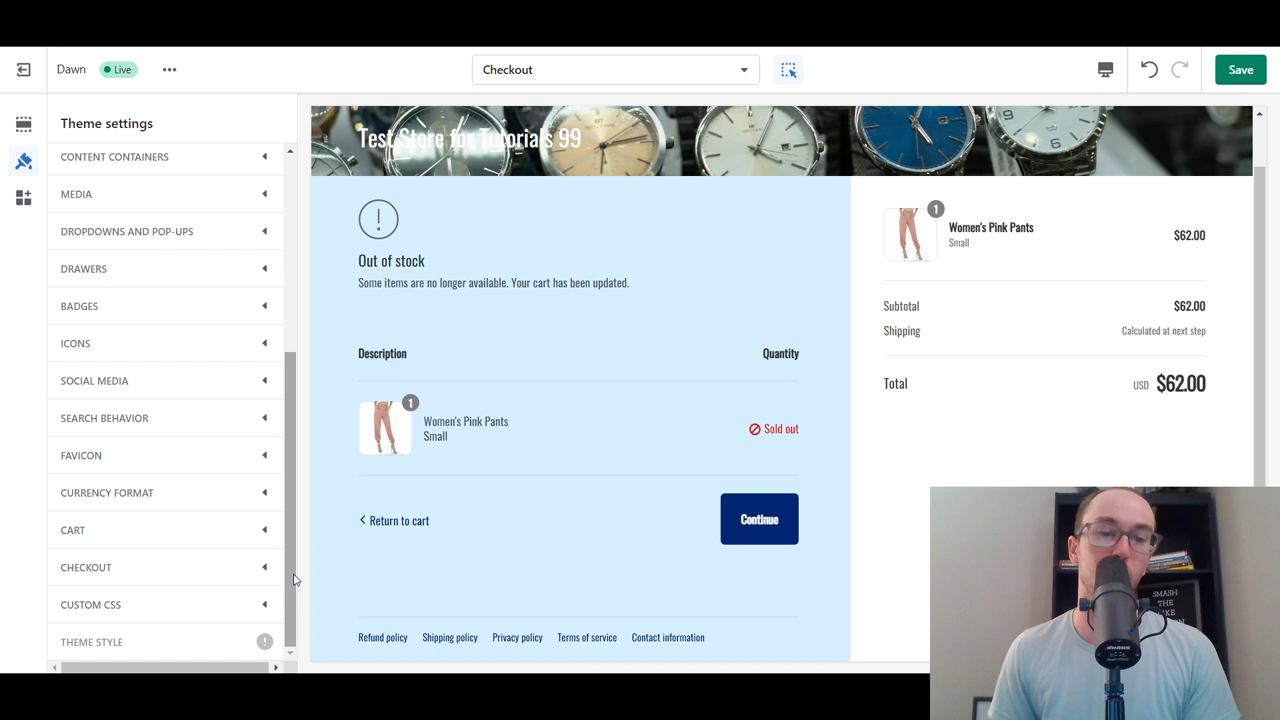 Dawn
Live
Checkout
Save
Theme settings
CONTENT CONTAINERS
MEDIA
DROPDOWNS AND POP-UPS
DRAWERS
BADGES
ICONS
SOCIAL MEDIA
SEARCH BEHAVIOR
FAVICON
CURRENCY FORMAT
CART
CHECKOUT
CUSTOM CSS
THEME STYLE
Test Store for Tutorials 99
Out of stock
Some items are no longer available. Your cart has been updated.
Description Quantity
1
Women's Pink Pants
Small
Sold out
Return to cart
Continue
Refund policy Shipping policy Privacy policy Terms of service Contact information
1
Women's Pink Pants
Small
$62.00
Subtotal $62.00
Shipping Calculated at next step
Total USD $62.00
SMASH
THE
LIKE